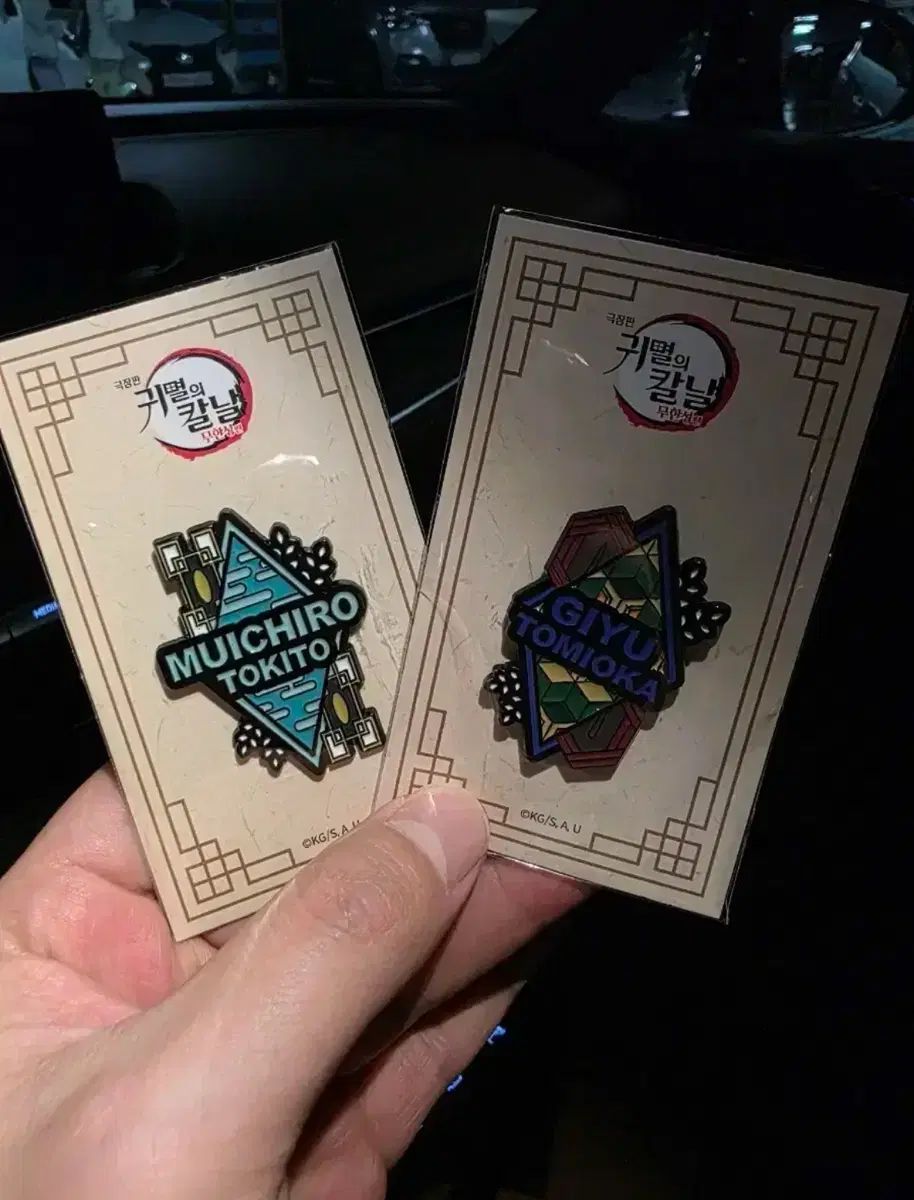 극장판
귀멸의
칼날
무한성편
MUICHIRO
TOKITO
©KG/S, A, U
극장판
귀멸의
칼날
무한성편
GIYU
TOMIOKA
©KG/S, A, U